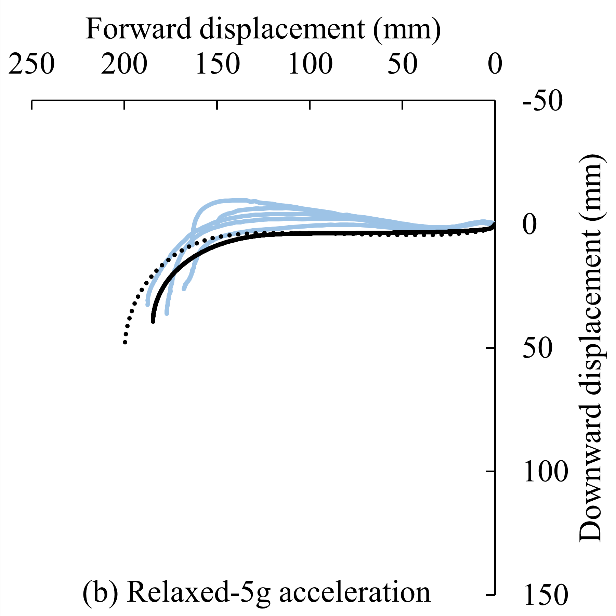 Forward displacement (mm)
250 200 150 100 50 0
-50
0
50
100
150
Downward displacement (mm)
(b) Relaxed-5g acceleration